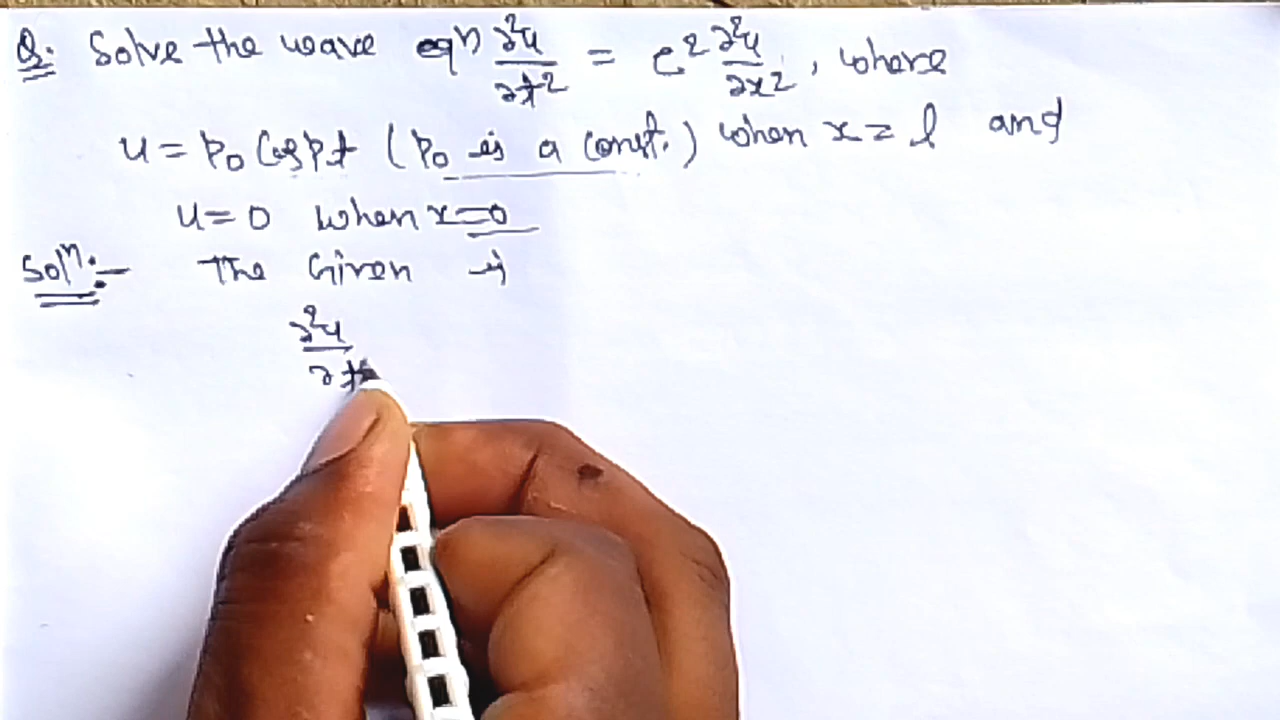 Q. Solve the wave eqⁿ ∂²u/∂t² = c² ∂²u/∂x², where
u = p₀ Cos pt (p₀ is a const.) when x = l and
u = 0 when x = 0
Solⁿ:- The Given is
∂²u/∂t